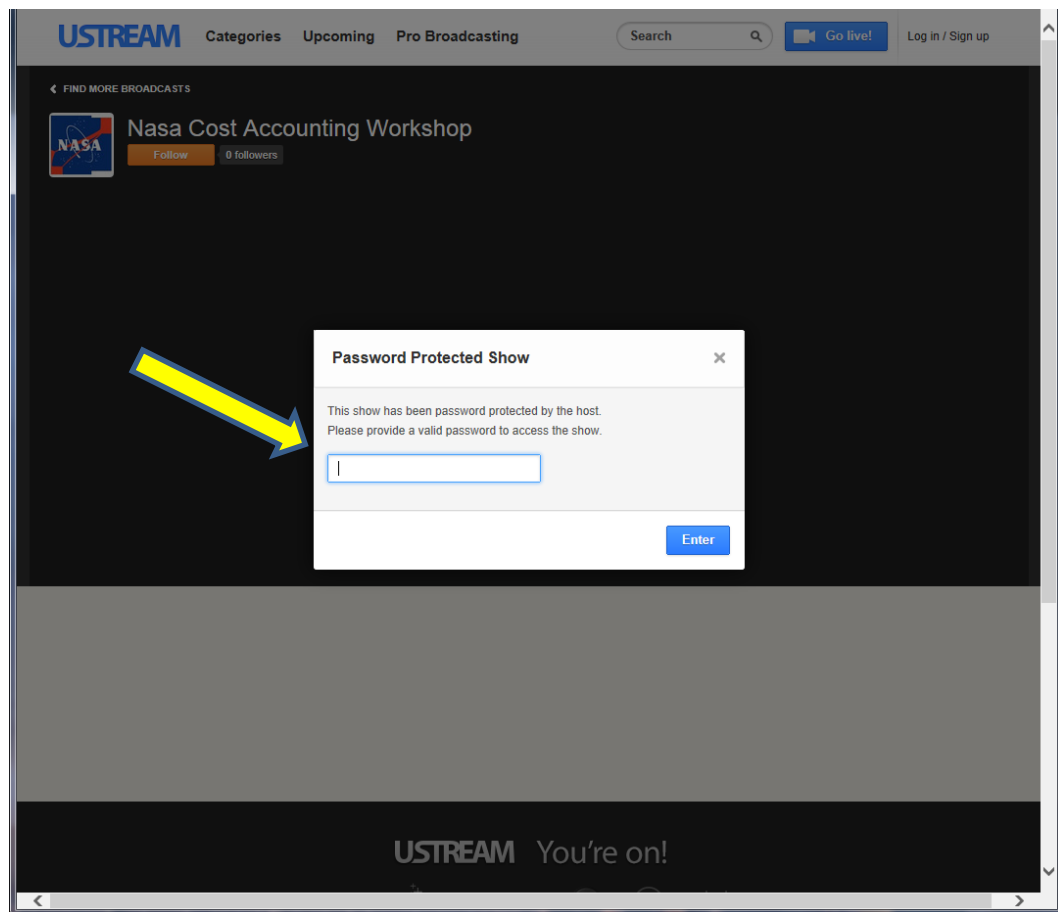 USTREAM Categories Upcoming Pro Broadcasting Search Go live! Log in / Sign up
FIND MORE BROADCASTS
NASA
Nasa Cost Accounting Workshop
Follow 0 followers
Password Protected Show
This show has been password protected by the host.
Please provide a valid password to access the show.
Enter
USTREAM You're on!